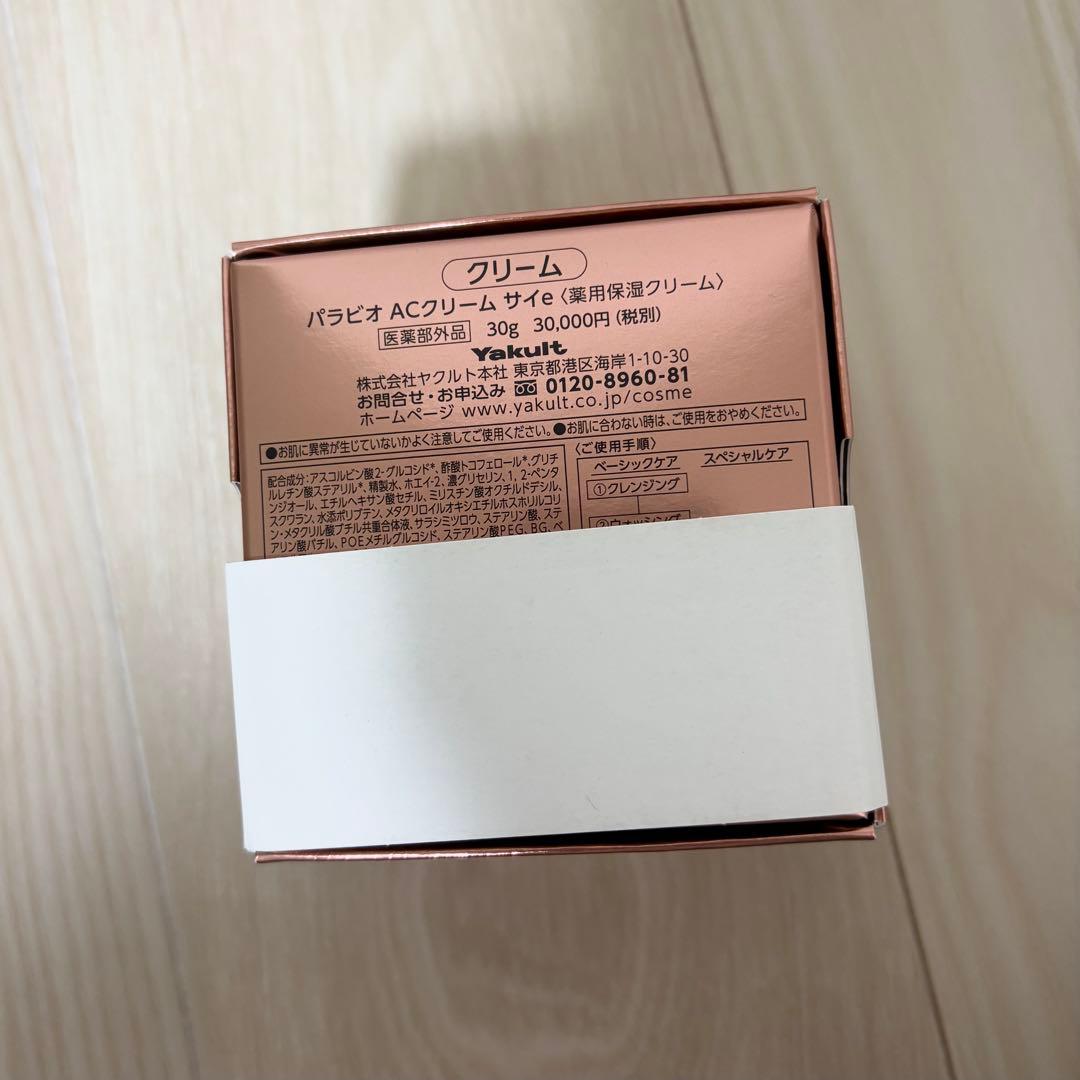 クリーム
パラビオ ACクリーム サイe〈薬用保湿クリーム〉
医薬部外品 30g 30,000円(税別)
Yakult
株式会社ヤクルト本社 東京都港区海岸1-10-30
お問合せ・お申込み 0120-8960-81
ホームページ www.yakult.co.jp/cosme
●お肌に異常が生じていないかよく注意してご使用ください。●お肌に合わない時は、ご使用をおやめください。
配合成分:アスコルビン酸2-グルコシド*、酢酸トコフェロール*、グリチ
ルレチン酸ステアリル*、精製水、ホエイ-2、濃グリセリン、1, 2-ペンタ
ンジオール、エチルヘキサン酸セチル、ミリスチン酸オクチルドデシル、
スクワラン、水添ポリブテン、メタクリロイルオキシエチルホスホリルコリ
ン・メタクリル酸ブチル共重合体液、サラシミツロウ、ステアリン酸、ステ
アリン酸バチル、POEメチルグルコシド、ステアリン酸PEG、BG、ベ
〈ご使用手順〉
ベーシックケア スペシャルケア
①クレンジング
②ウォッシング